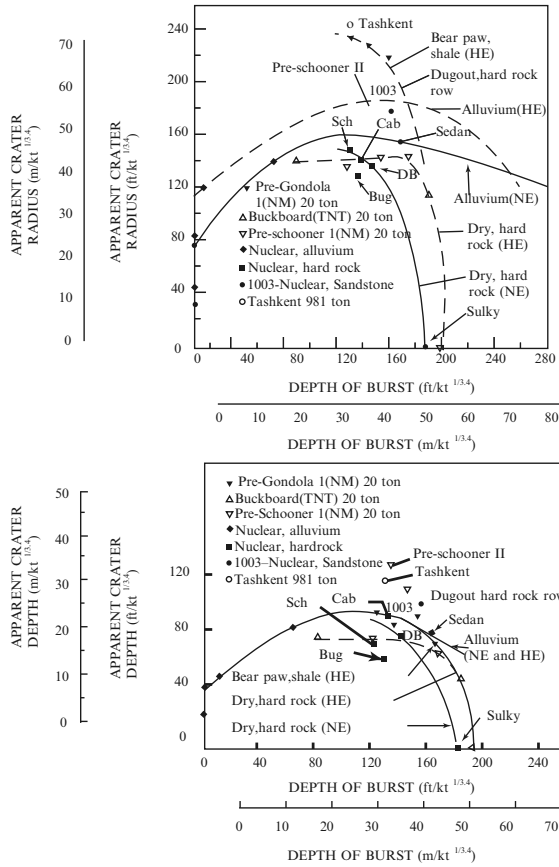 240
200
160
120
80
40
0
70
60
50
40
30
20
10
0
APPARENT CRATER
RADIUS (m/kt 1/3.4)
APPARENT CRATER
RADIUS (ft/kt 1/3.4)
Tashkent
Bear paw,
shale (HE)
Pre-schooner II
Dugout,hard rock
row
1003
Alluvium(HE)
Sch
Cab
Sedan
DB
Bug
Alluvium(NE)
Pre-Gondola
1(NM) 20 ton
Buckboard(TNT) 20 ton
Pre-schooner 1(NM) 20 ton
Nuclear, alluvium
Nuclear, hard rock
1003-Nuclear, Sandstone
Tashkent 981 ton
Dry, hard
rock (HE)
Dry, hard
rock (NE)
Sulky
0 40 80 120 160 200 240 280
DEPTH OF BURST (ft/kt 1/3.4)
0 10 20 30 40 50 60 70 80
DEPTH OF BURST (m/kt 1/3.4)
50
40
30
20
10
0
APPARENT CRATER
DEPTH (m/kt 1/3.4)
APPARENT CRATER
DEPTH (ft/kt 1/3.4)
120
80
40
0
Pre-Gondola 1(NM) 20 ton
Buckboard(TNT) 20 ton
Pre-Schooner 1(NM) 20 ton
Nuclear, alluvium
Nuclear, hardrock
1003–Nuclear, Sandstone
Tashkent 981 ton
Pre-schooner II
Tashkent
Dugout hard rock row
Cab
1003
Sch
Sedan
DB
Alluvium
(NE and HE)
Bug
Bear paw,shale (HE)
Dry,hard rock (HE)
Dry,hard rock (NE)
Sulky
0 40 80 120 160 200 240
DEPTH OF BURST (ft/kt 1/3.4)
0 10 20 30 40 50 60 70
DEPTH OF BURST (m/kt 1/3.4)